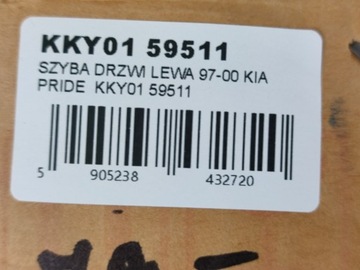 KKY01 59511
SZYBA DRZWI LEWA 97-00 KIA
PRIDE KKY01 59511
5 905238 432720